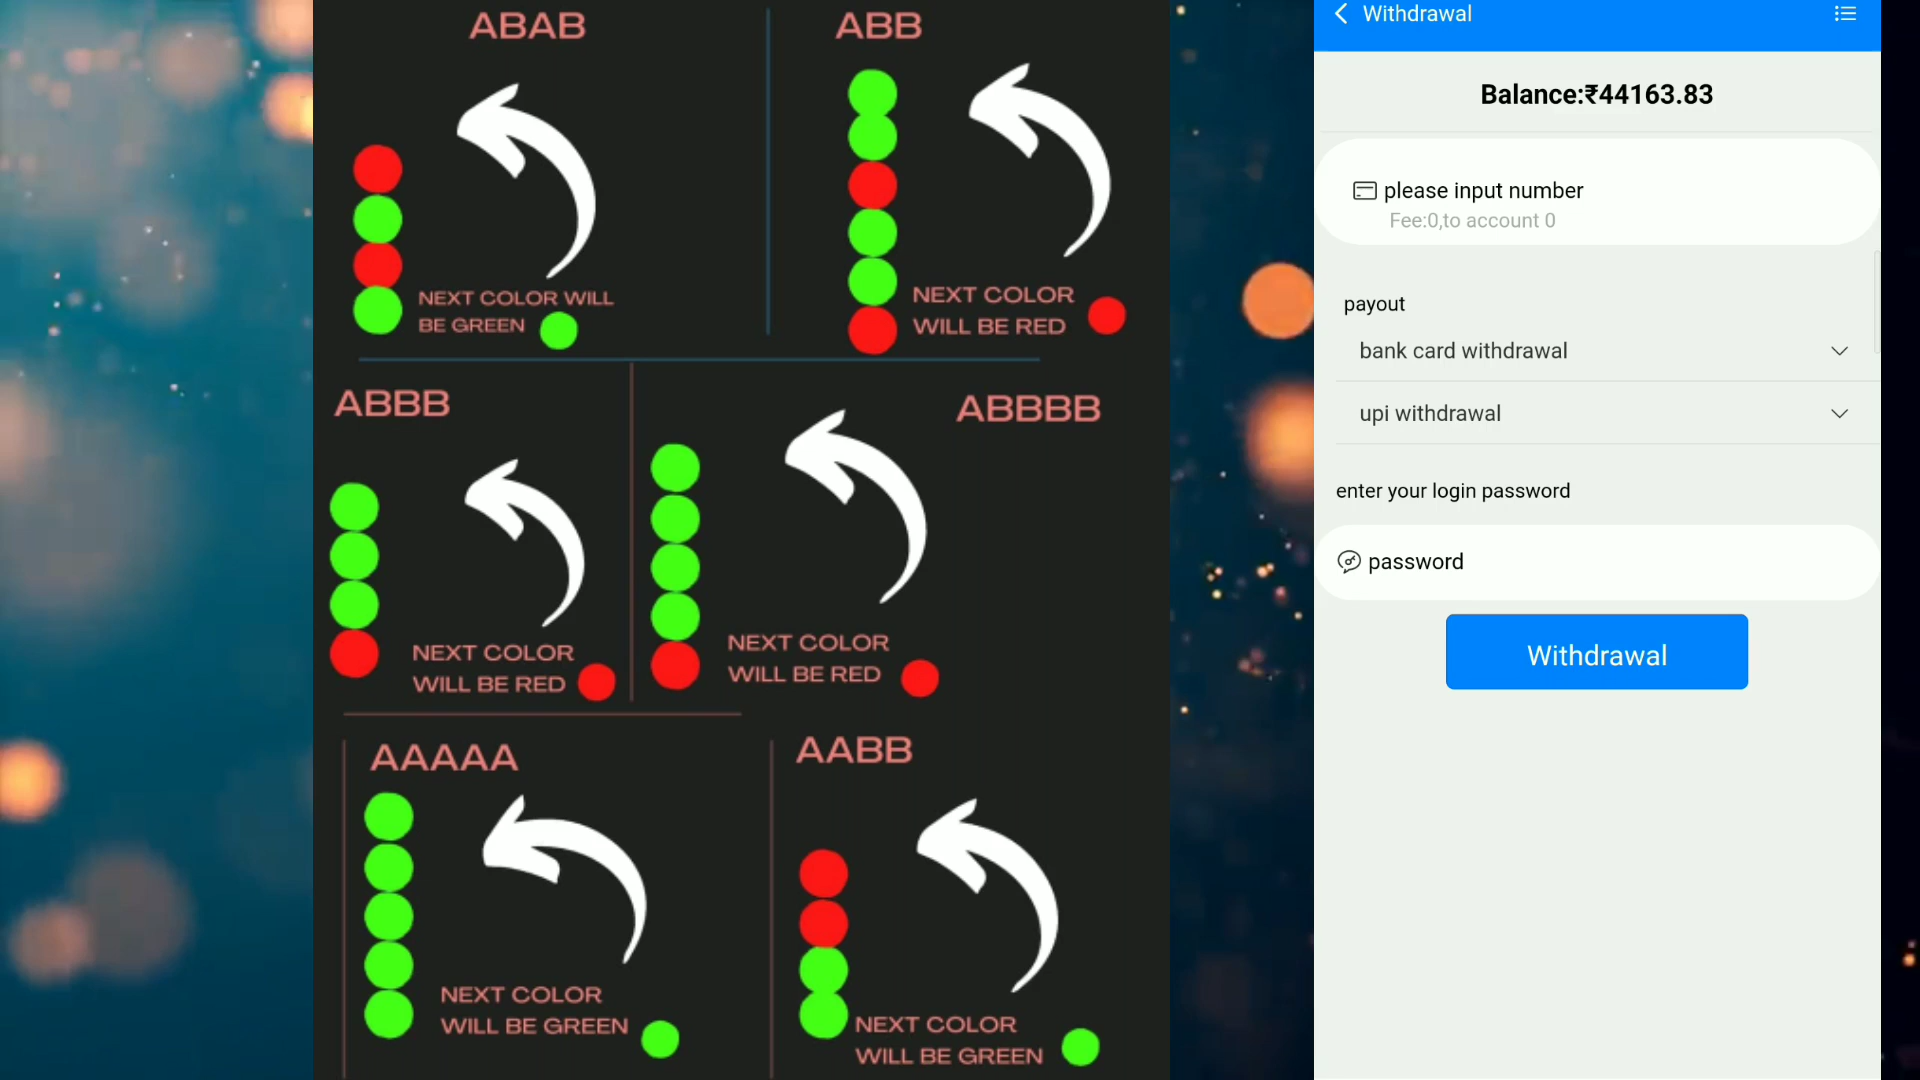 ABAB
NEXT COLOR WILL
BE GREEN
ABB
NEXT COLOR
WILL BE RED
ABBB
NEXT COLOR
WILL BE RED
ABBBB
NEXT COLOR
WILL BE RED
AAAAA
NEXT COLOR
WILL BE GREEN
AABB
NEXT COLOR
WILL BE GREEN
Withdrawal
Balance:₹44163.83
please input number
Fee:0,to account 0
payout
bank card withdrawal
upi withdrawal
enter your login password
password
Withdrawal